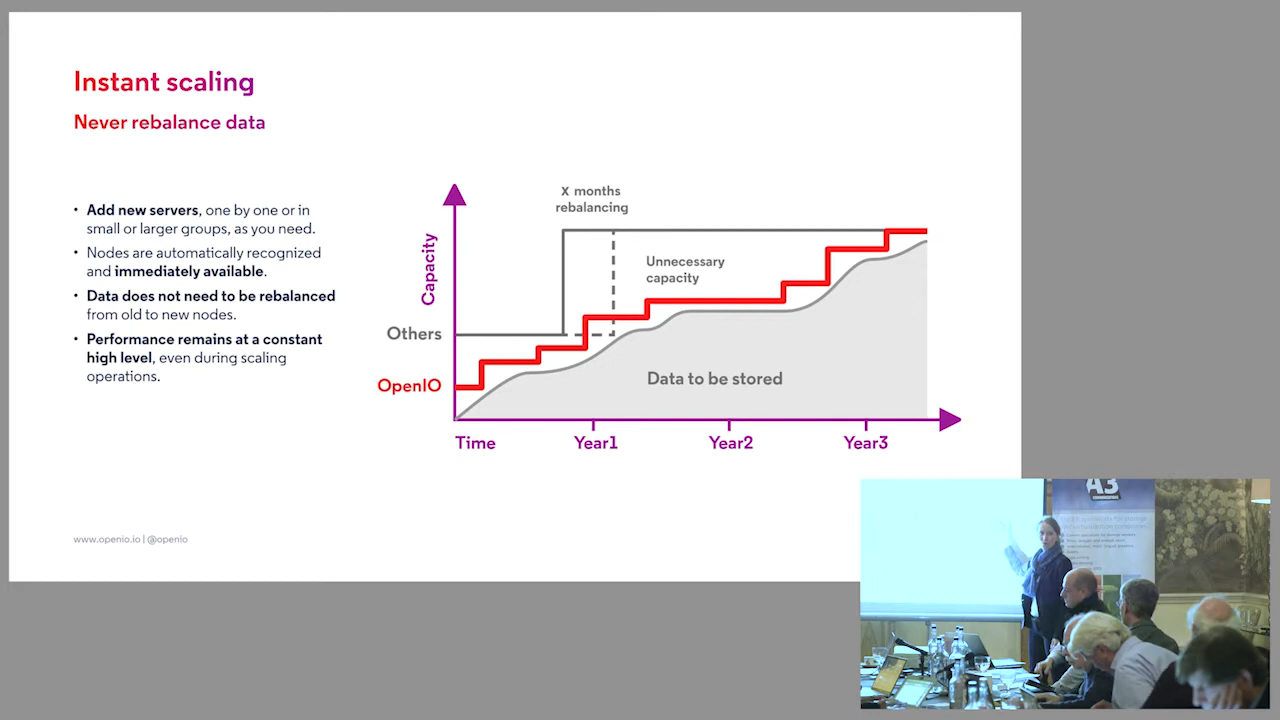 Instant scaling
Never rebalance data
• Add new servers, one by one or in
small or larger groups, as you need.
• Nodes are automatically recognized
and immediately available.
• Data does not need to be rebalanced
from old to new nodes.
• Performance remains at a constant
high level, even during scaling
operations.
X months
rebalancing
Capacity
Unnecessary
capacity
Others
OpenIO
Data to be stored
Time Year1 Year2 Year3
www.openio.io | @openio
A3